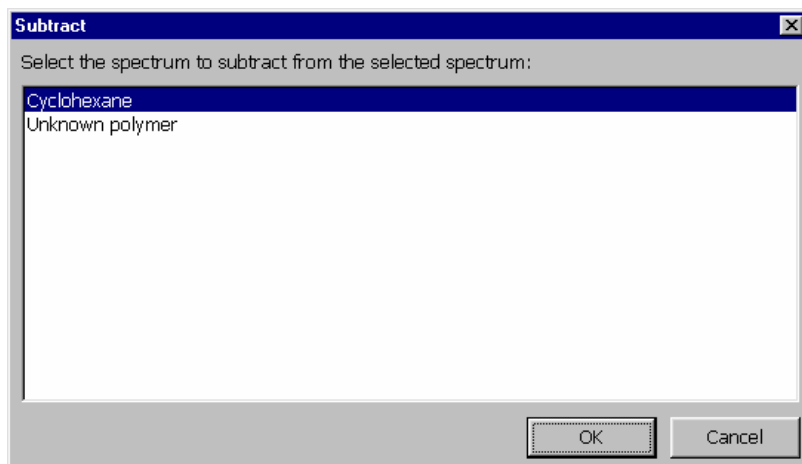 Subtract
Select the spectrum to subtract from the selected spectrum:
Cyclohexane
Unknown polymer
OK Cancel